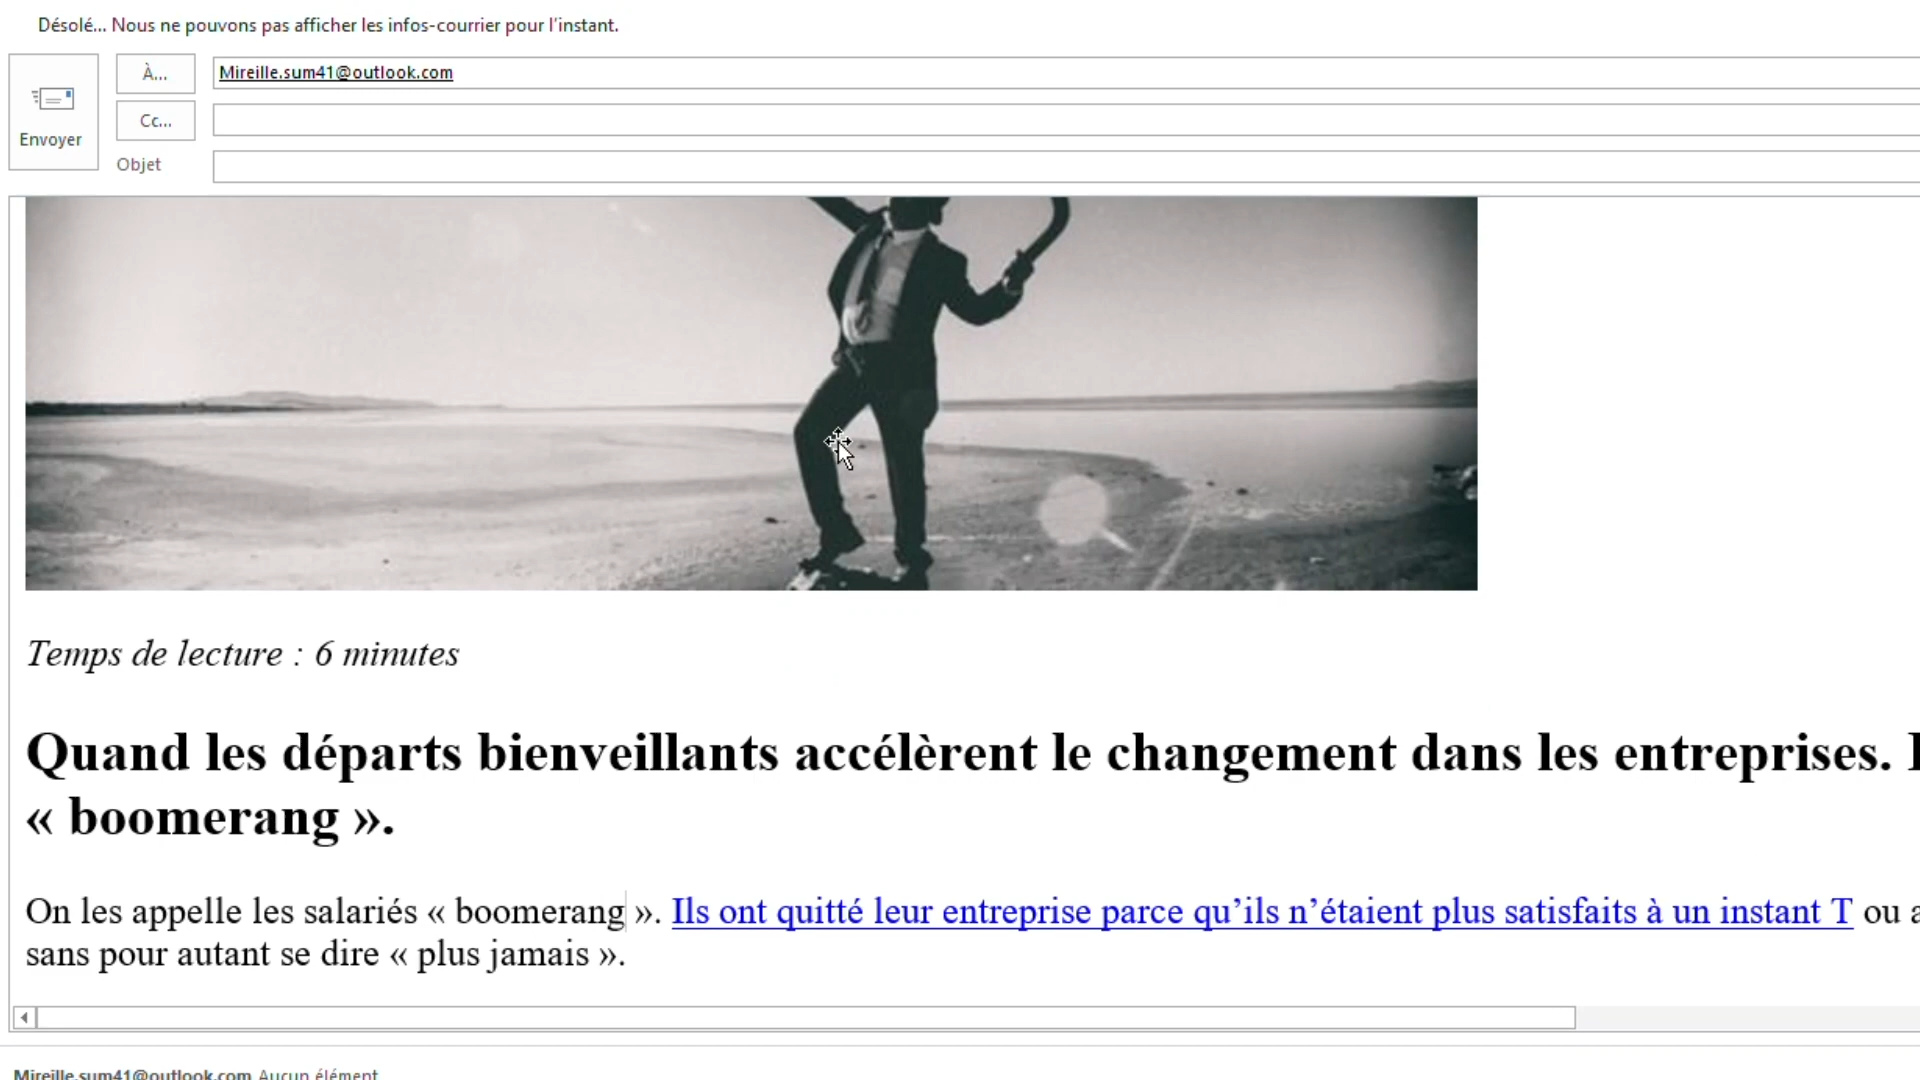 Désolé... Nous ne pouvons pas afficher les infos-courrier pour l'instant.
À...
Mireille.sum41@outlook.com
Cc...
Envoyer
Objet
Temps de lecture : 6 minutes
Quand les départs bienveillants accélèrent le changement dans les entreprises.
« boomerang ».
On les appelle les salariés « boomerang ». Ils ont quitté leur entreprise parce qu’ils n’étaient plus satisfaits à un instant T ou
sans pour autant se dire « plus jamais ».
Mireille.sum41@outlook.com Aucun élément